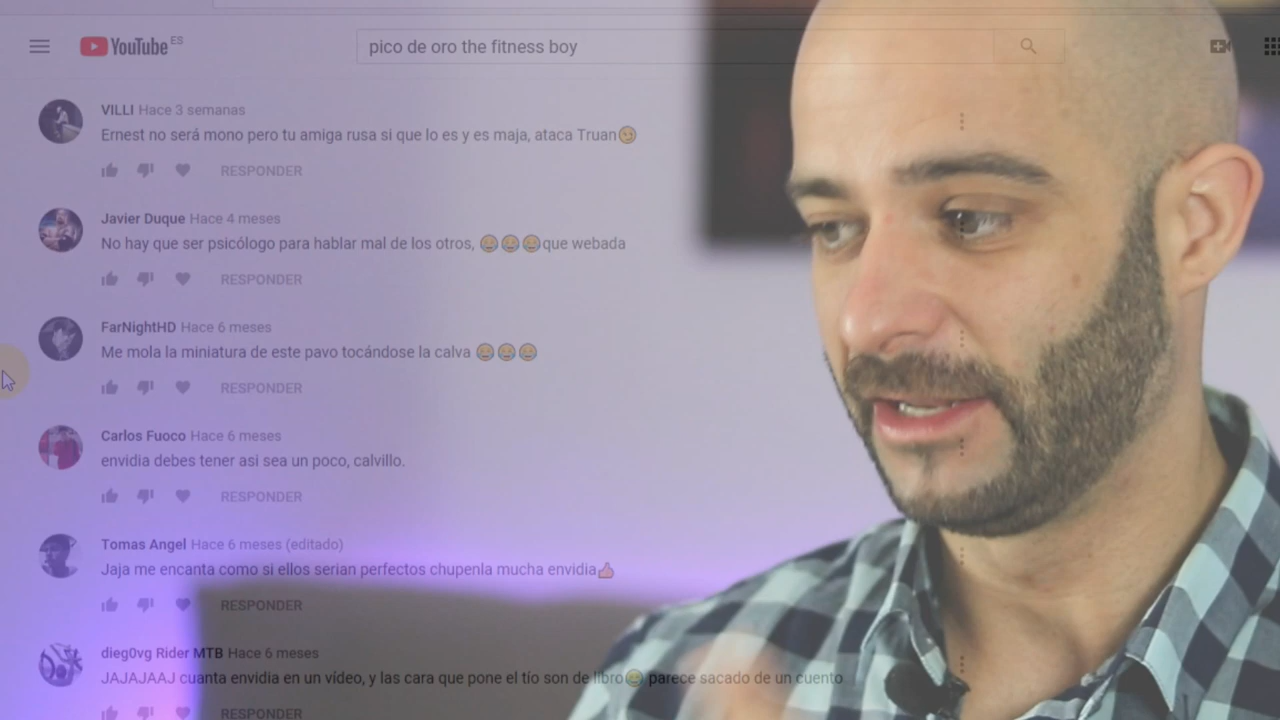 YouTube ES
pico de oro the fitness boy
VILLI Hace 3 semanas
Ernest no será mono pero tu amiga rusa si que lo es y es maja, ataca Truan😉
RESPONDER
Javier Duque Hace 4 meses
No hay que ser psicólogo para hablar mal de los otros, 😂😂😂que webada
RESPONDER
FarNightHD Hace 6 meses
Me mola la miniatura de este pavo tocándose la calva 😂😂😂
RESPONDER
Carlos Fuoco Hace 6 meses
envidia debes tener asi sea un poco, calvillo.
RESPONDER
Tomas Angel Hace 6 meses (editado)
Jaja me encanta como si ellos serian perfectos chupenla mucha envidia👍
RESPONDER
dieg0vg Rider MTB Hace 6 meses
JAJAJAAJ cuanta envidia en un vídeo, y las cara que pone el tío son de libro😂 parece sacado de un cuento
RESPONDER